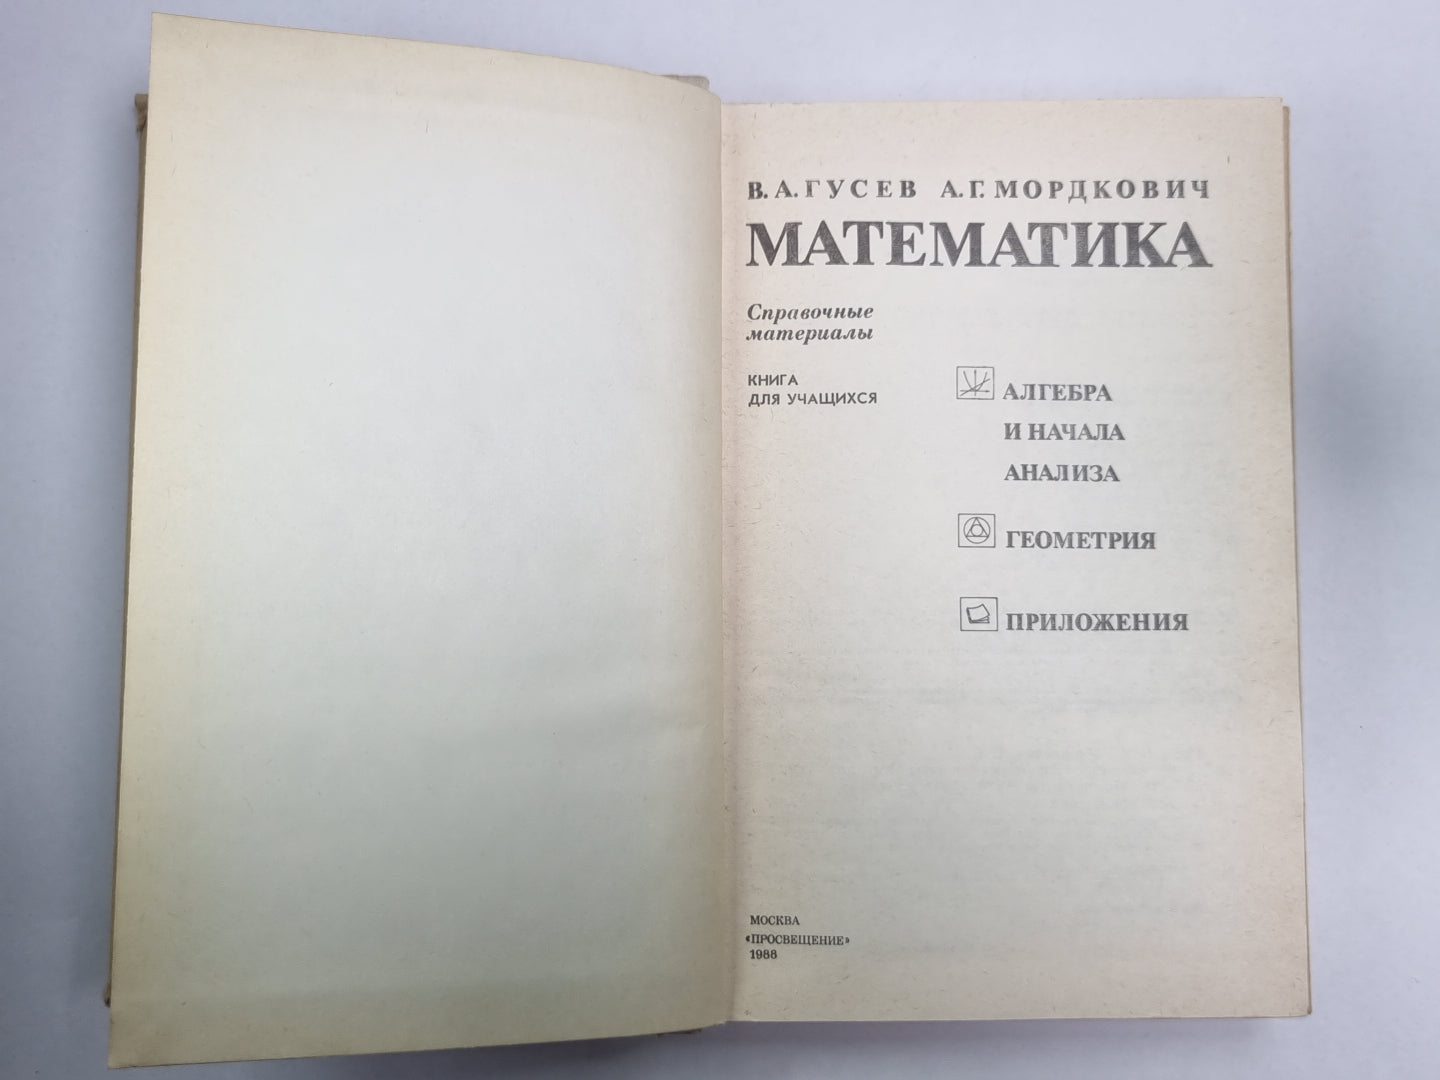 В. А. ГУСЕВ А. Г. МОРДКОВИЧ
МАТЕМАТИКА
Справочные
материалы
КНИГА
ДЛЯ УЧАЩИХСЯ
АЛГЕБРА
И НАЧАЛА
АНАЛИЗА
ГЕОМЕТРИЯ
ПРИЛОЖЕНИЯ
МОСКВА
«ПРОСВЕЩЕНИЕ»
1988